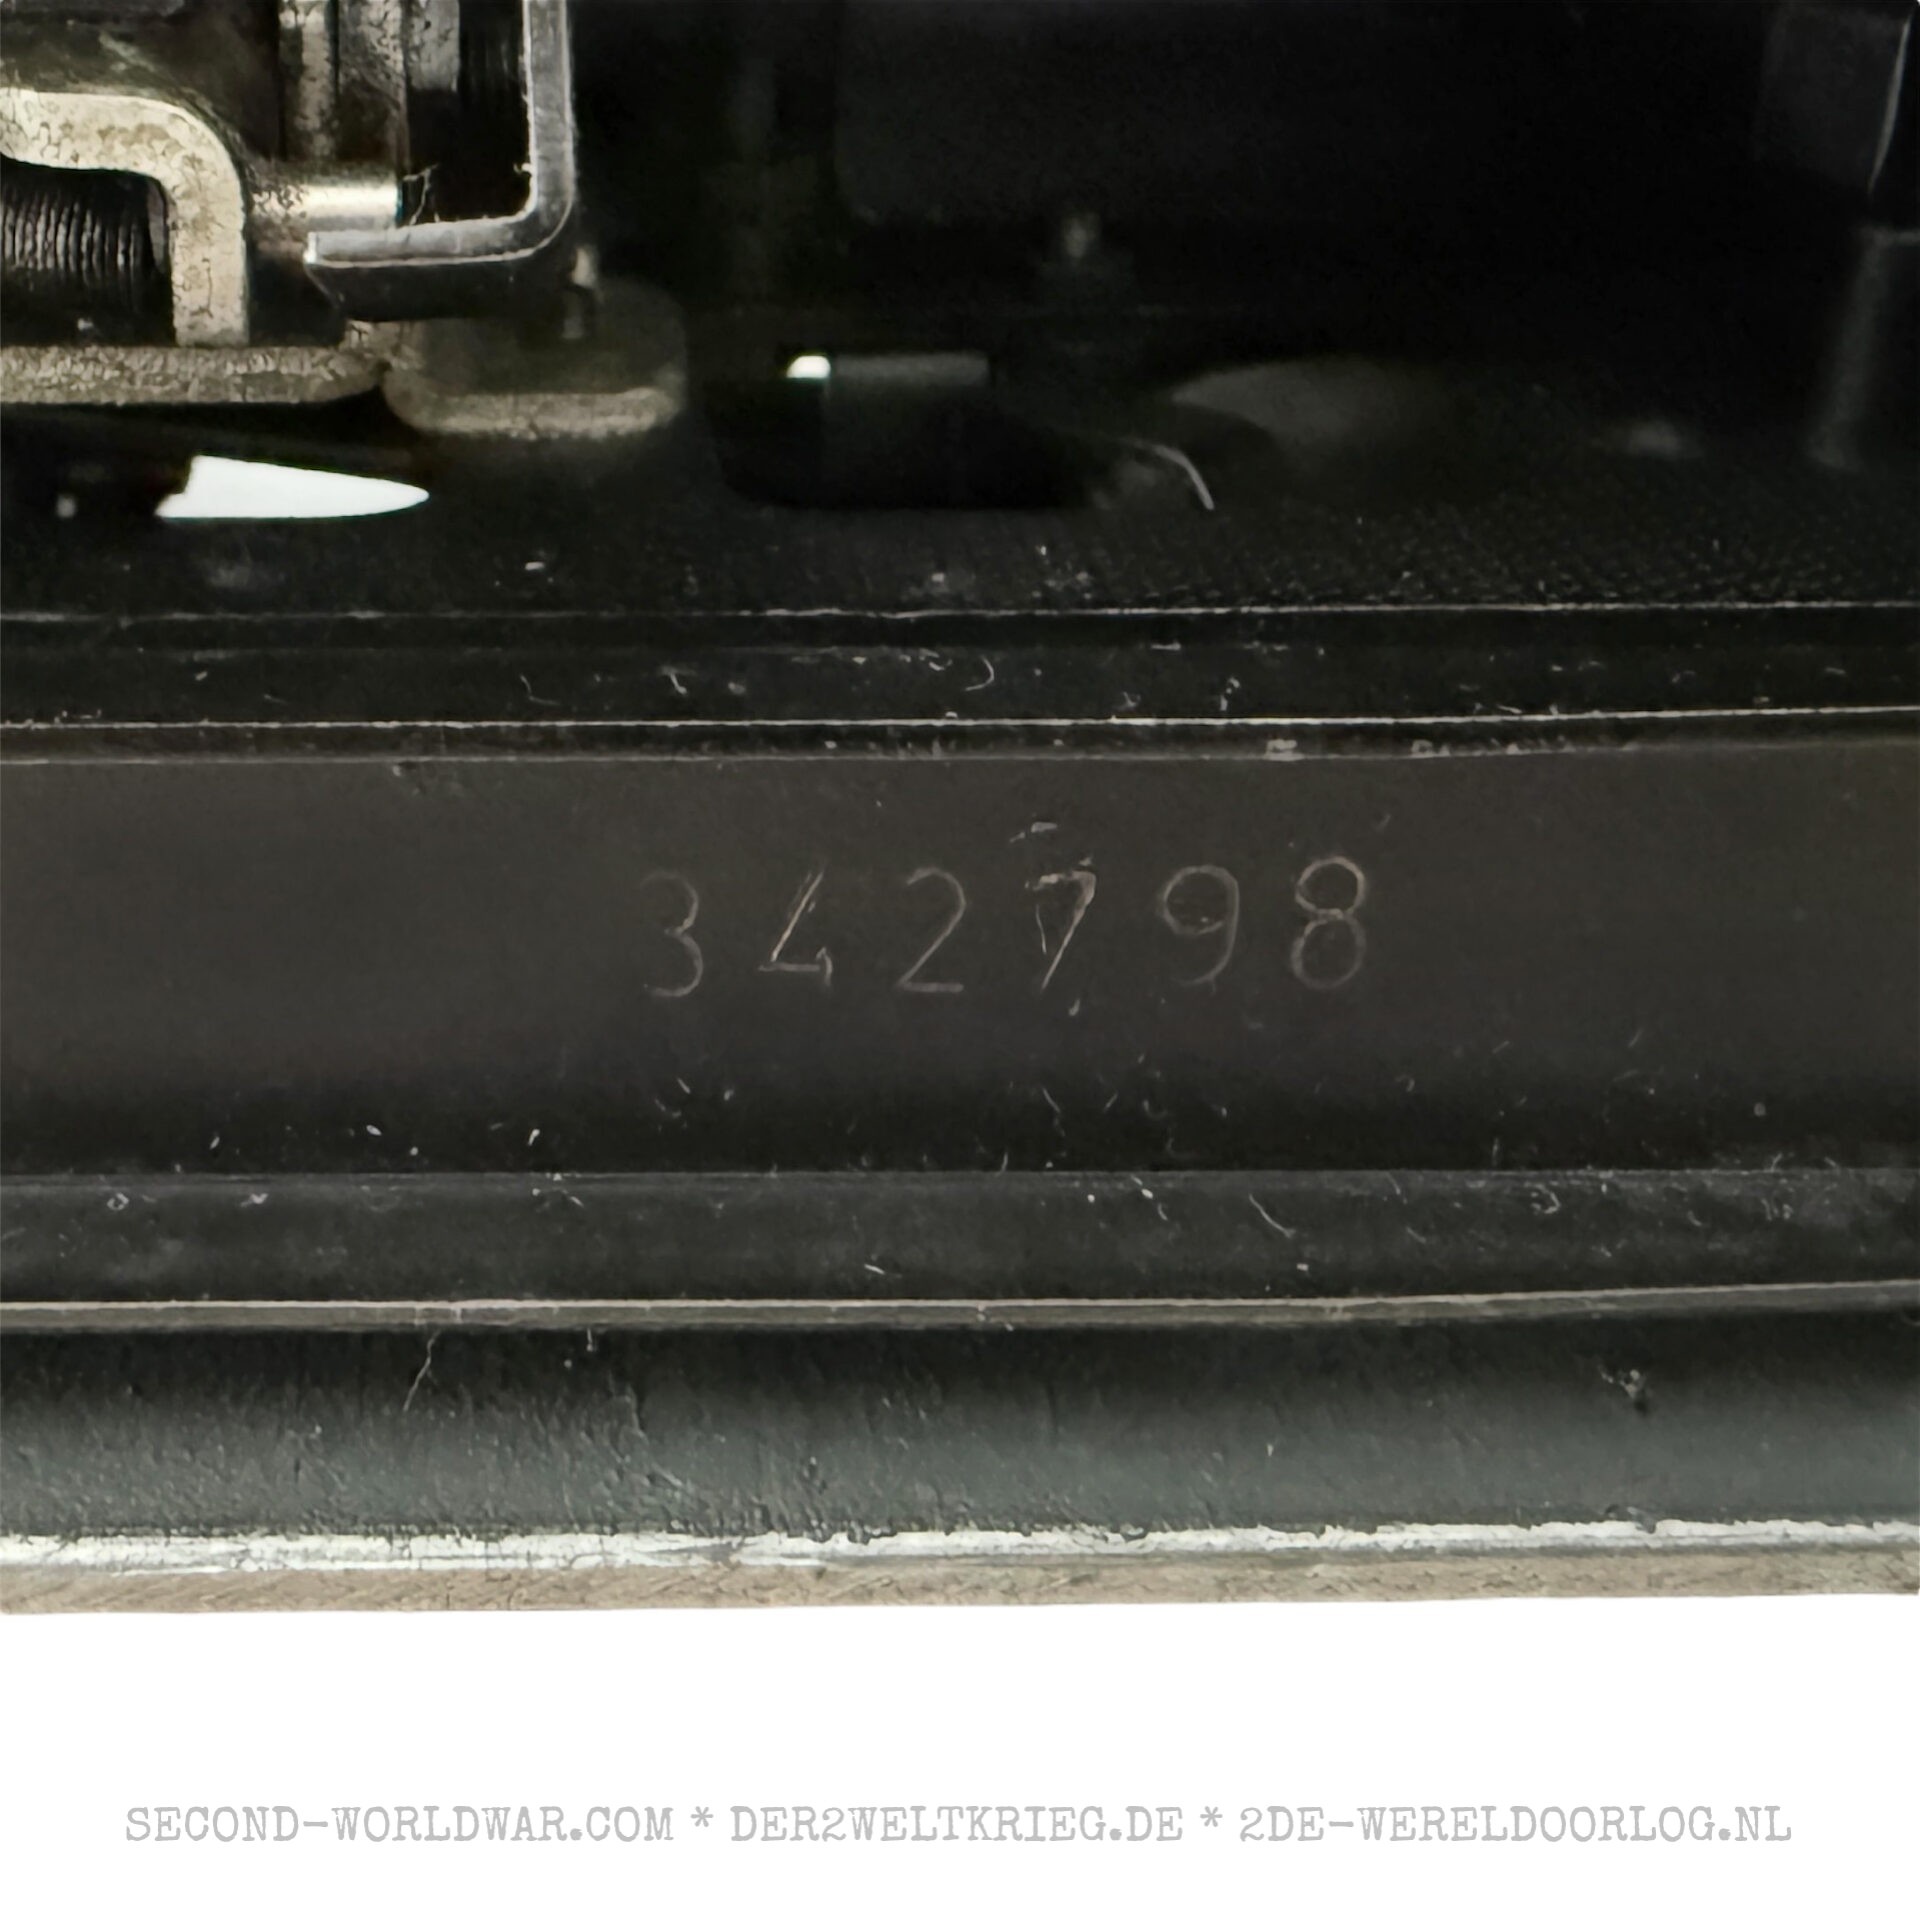 342798
SECOND-WORLDWAR.COM * DER2WELTKRIEG.DE * 2DE-WERELDOORLOG.NL